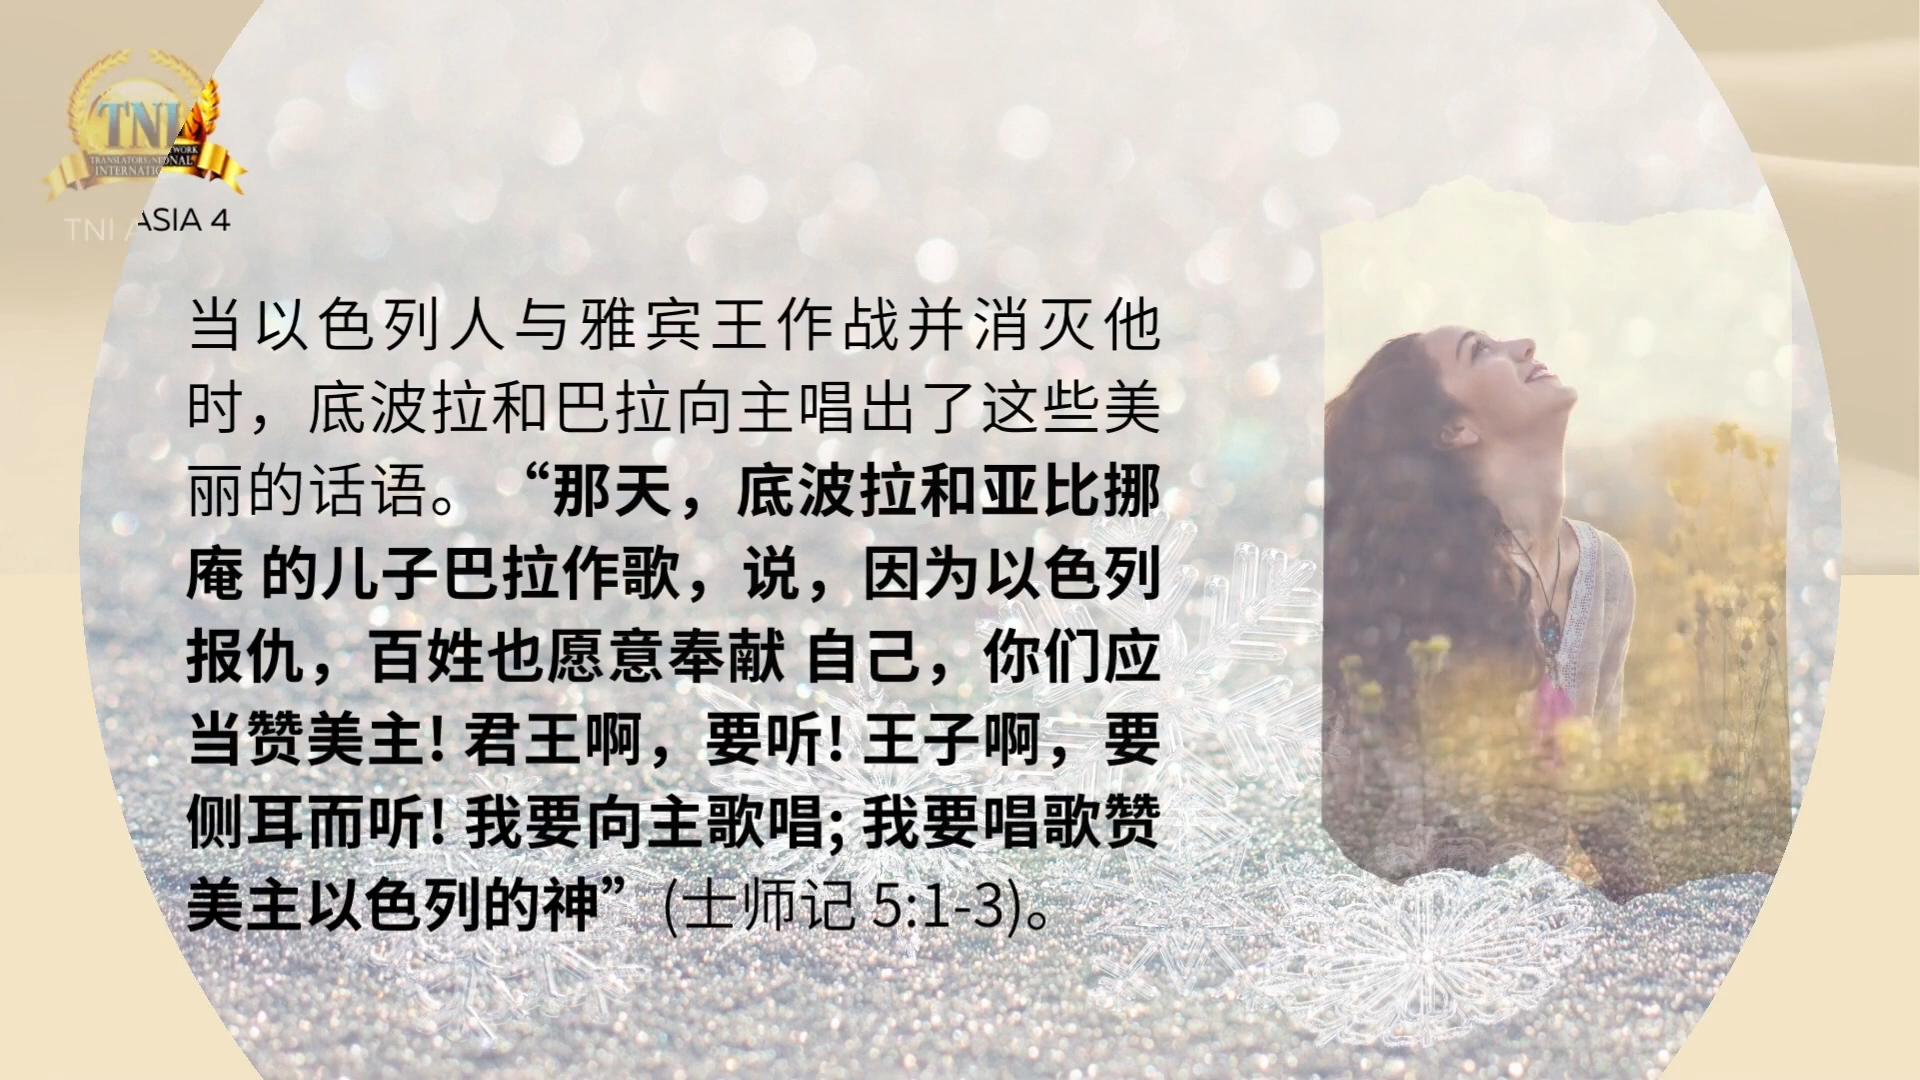 TNI
TRANSLATORS NETWORK
INTERNATIONAL
TNI ASIA 4
当以色列人与雅宾王作战并消灭他
时，底波拉和巴拉向主唱出了这些美
丽的话语。 “那天，底波拉和亚比挪
庵 的儿子巴拉作歌，说，因为以色列
报仇，百姓也愿意奉献 自己，你们应
当赞美主! 君王啊，要听! 王子啊，要
侧耳而听! 我要向主歌唱; 我要唱歌赞
美主以色列的神” (士师记 5:1-3)。